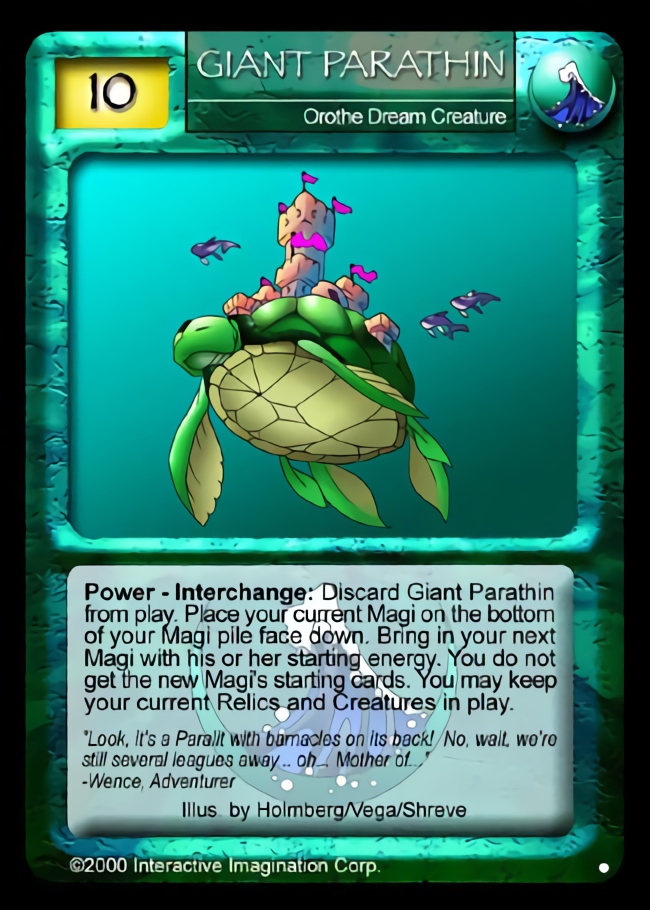 10
GIANT PARATHIN
Orothe Dream Creature
Power - Interchange: Discard Giant Parathin
from play. Place your current Magi on the bottom
of your Magi pile face down. Bring in your next
Magi with his or her starting energy. You do not
get the new Magi's starting cards. You may keep
your current Relics and Creatures in play.
"Look, it's a Paralit with barnacles on its back! No, wait, we're
still several leagues away... oh... Mother of..."
-Wence, Adventurer
Illus. by Holmberg/Vega/Shreve
©2000 Interactive Imagination Corp.